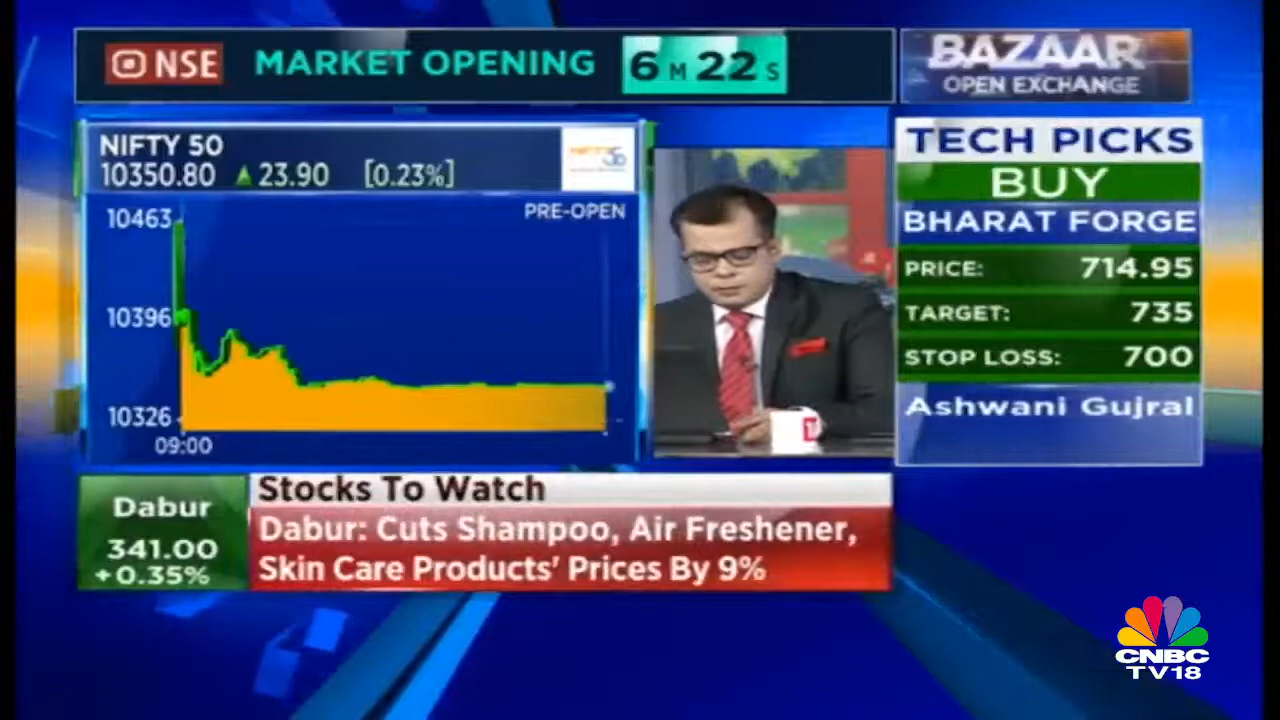 NSE MARKET OPENING 6 M 22 S
BAZAAR
OPEN EXCHANGE
NIFTY 50
10350.80 ▲ 23.90 [0.23%]
PRE-OPEN
10463
10396
10326
09:00
TECH PICKS
BUY
BHARAT FORGE
PRICE: 714.95
TARGET: 735
STOP LOSS: 700
Ashwani Gujral
Dabur
341.00
+0.35%
Stocks To Watch
Dabur: Cuts Shampoo, Air Freshener,
Skin Care Products' Prices By 9%
CNBC
TV18